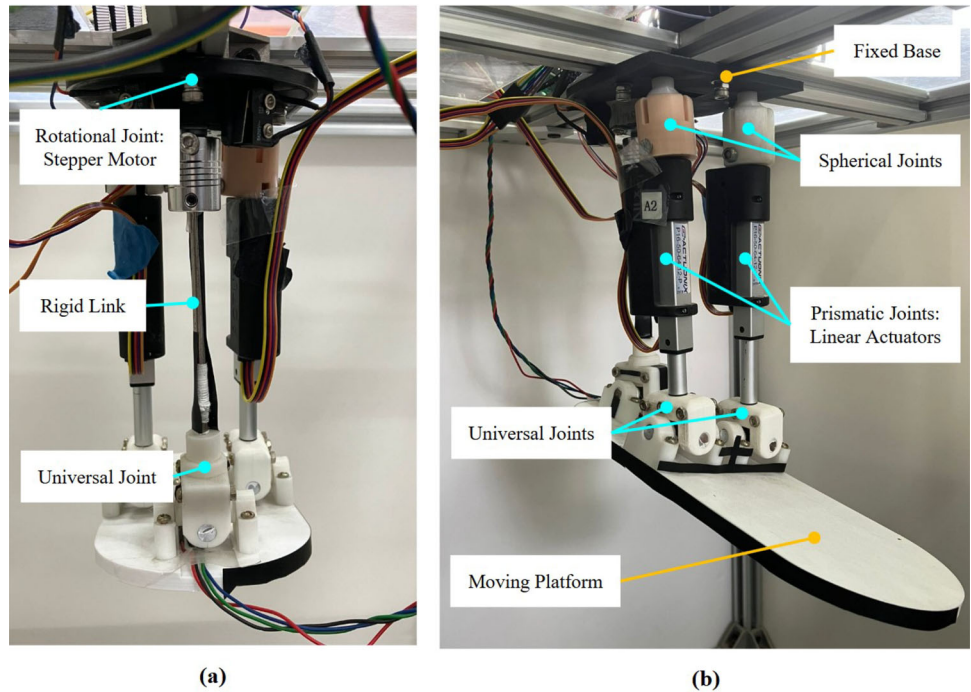 Rotational Joint:
Stepper Motor
Rigid Link
Universal Joint
(a)
Fixed Base
Spherical Joints
A2
ACTUONIX
Prismatic Joints:
Linear Actuators
Universal Joints
Moving Platform
(b)